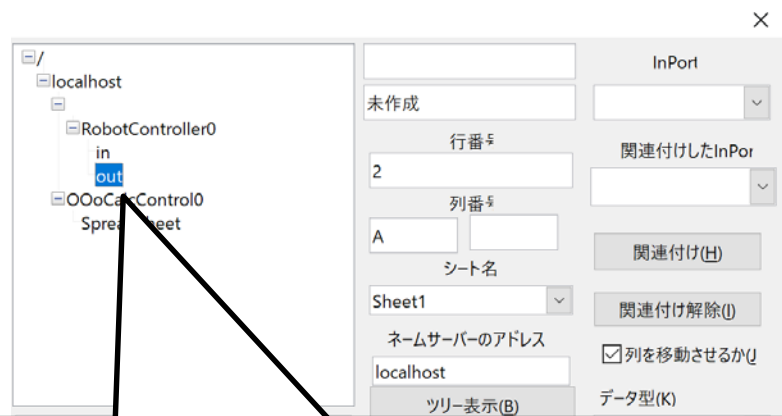 /
localhost
RobotController0
in
out
OOoCalcControl0
Spreadsheet
未作成
行番号
2
列番号
A
シート名
Sheet1
ネームサーバーのアドレス
localhost
ツリー表示(B)
InPort
関連付けしたInPor
関連付け(H)
関連付け解除(I)
列を移動させるか(J
データ型(K)